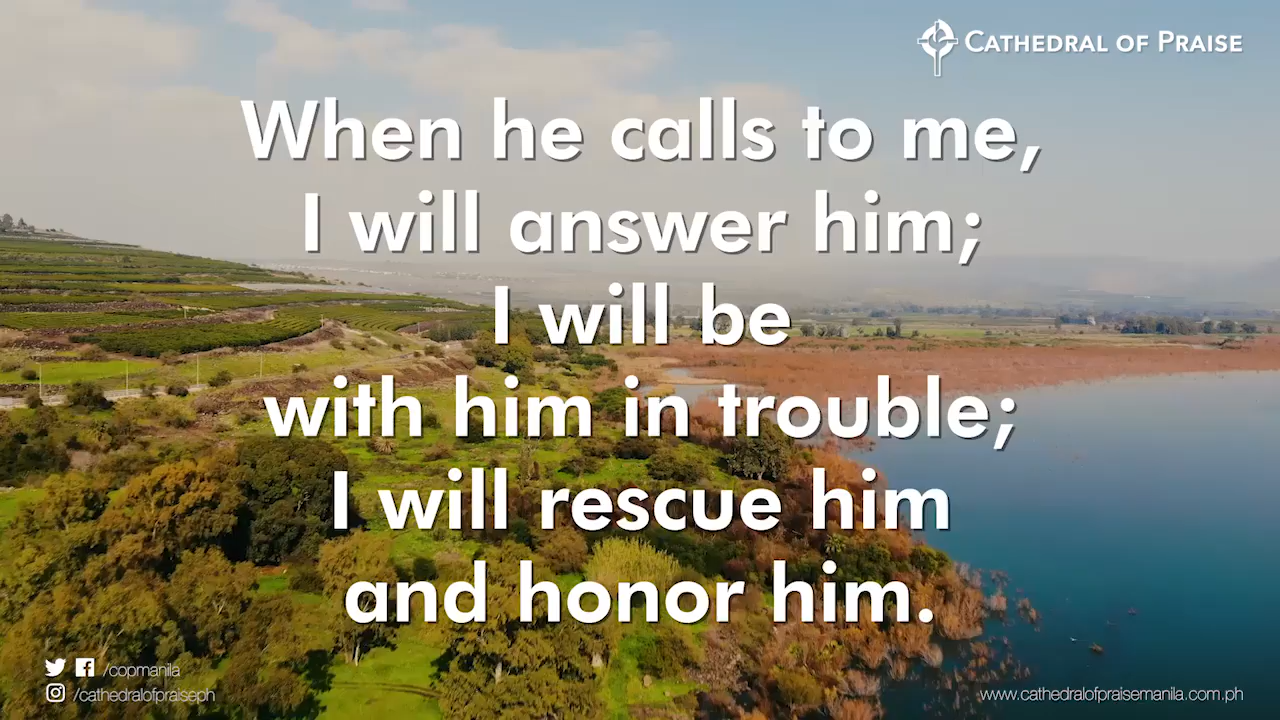 CATHEDRAL OF PRAISE
When he calls to me,
I will answer him;
I will be
with him in trouble;
I will rescue him
and honor him.
/copmanila
/cathedralofpraiseph
www.cathedralofpraisemanila.com.ph